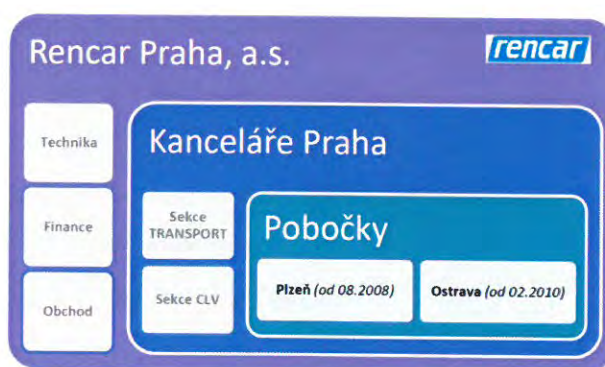 Rencar Praha, a.s.
rencar
Technika
Finance
Obchod
Kanceláře Praha
Sekce
TRANSPORT
Sekce CLV
Pobočky
Plzeň (od 08.2008)
Ostrava (od 02.2010)